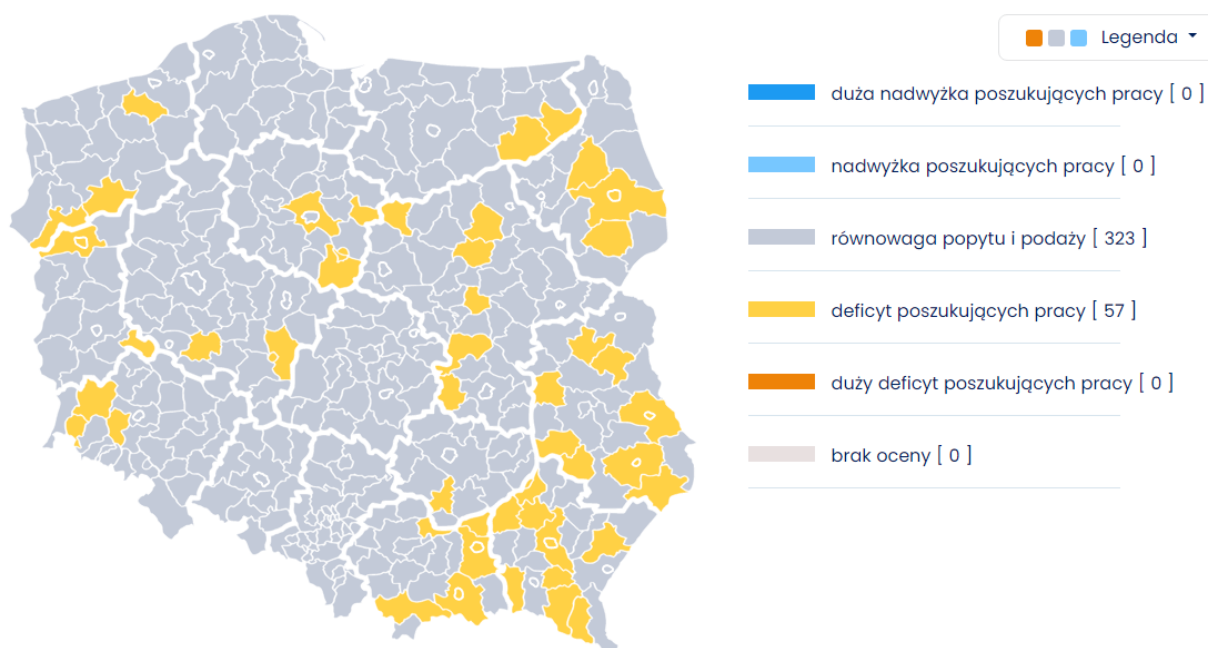 Legenda
duża nadwyżka poszukujących pracy [ 0 ]
nadwyżka poszukujących pracy [ 0 ]
równowaga popytu i podaży [ 323 ]
deficyt poszukujących pracy [ 57 ]
duży deficyt poszukujących pracy [ 0 ]
brak oceny [ 0 ]